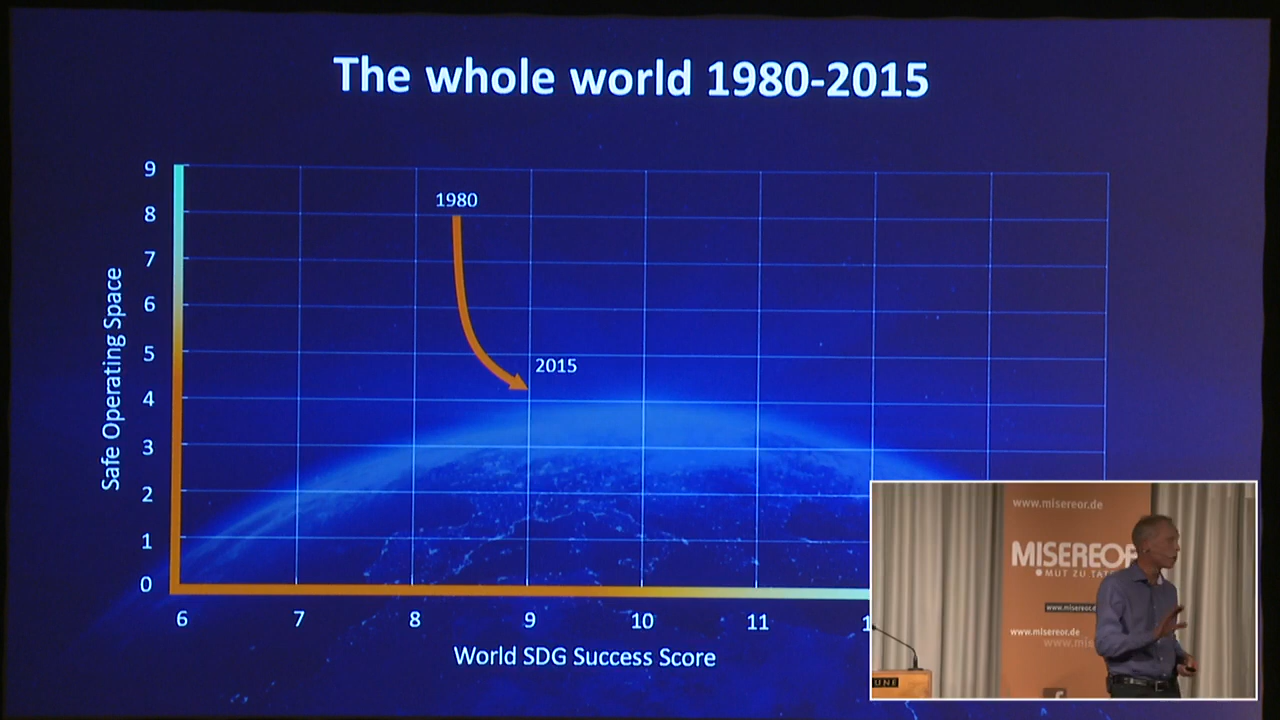 The whole world 1980-2015
9
8
7
6
5
4
3
2
1
0
Safe Operating Space
1980
2015
6
7
8
9
10
11
World SDG Success Score
www.misereor.de
MISEREOR
MUT ZU TATEN
www.misereor.de